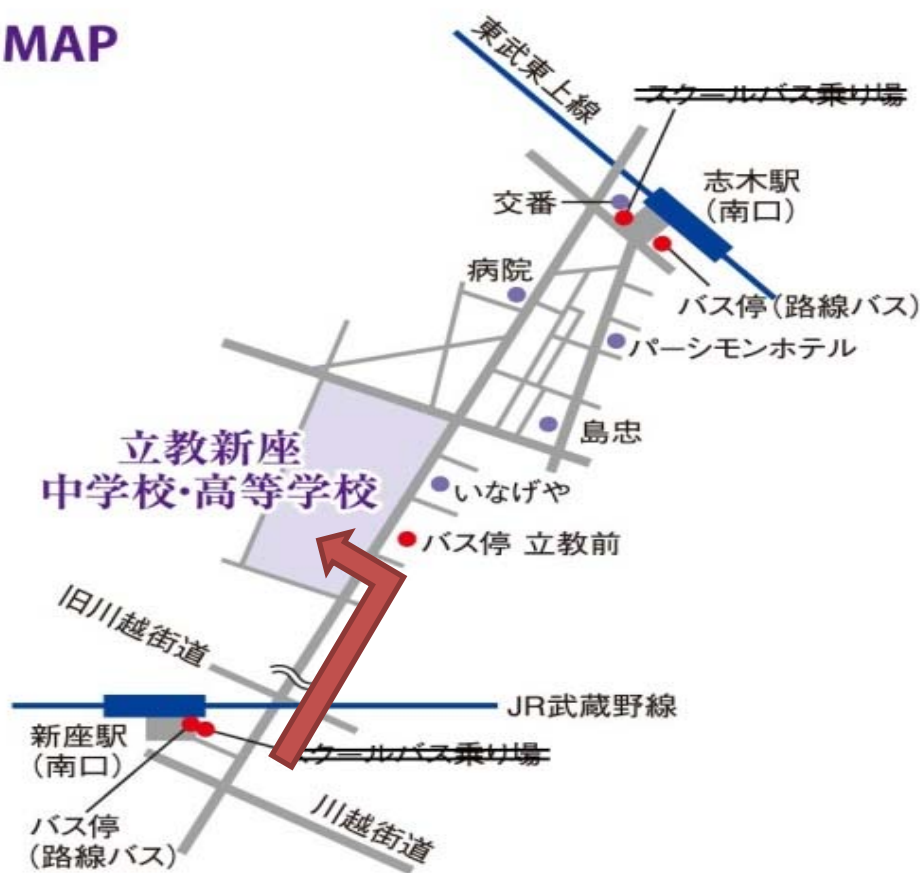 MAP
東武東上線
スクールバス乗り場
志木駅
(南口)
交番
病院
バス停(路線バス)
パーシモンホテル
島忠
立教新座
中学校・高等学校
いなげや
バス停 立教前
旧川越街道
JR武蔵野線
新座駅
(南口)
クールバス乗り場
川越街道
バス停
(路線バス)